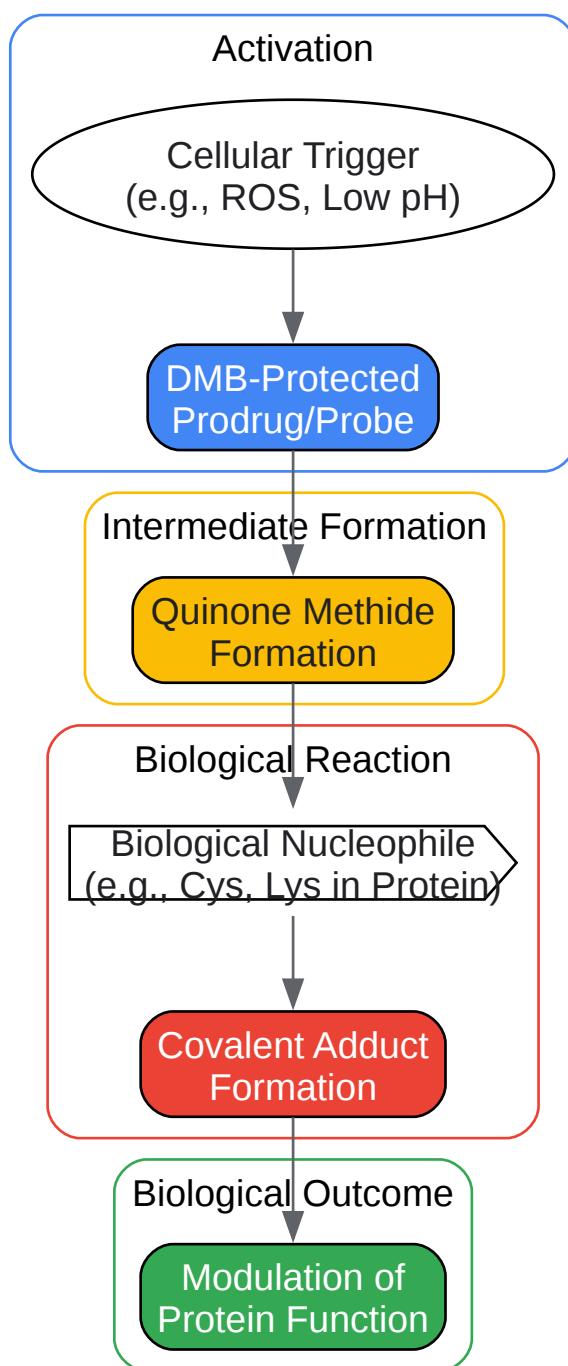 Activation
Cellular Trigger
(e.g., ROS, Low pH)
DMB-Protected
Prodrug/Probe
Intermediate Formation
Quinone Methide
Formation
Biological Reaction
Biological Nucleophile
(e.g., Cys, Lys in Protein)
Covalent Adduct
Formation
Biological Outcome
Modulation of
Protein Function